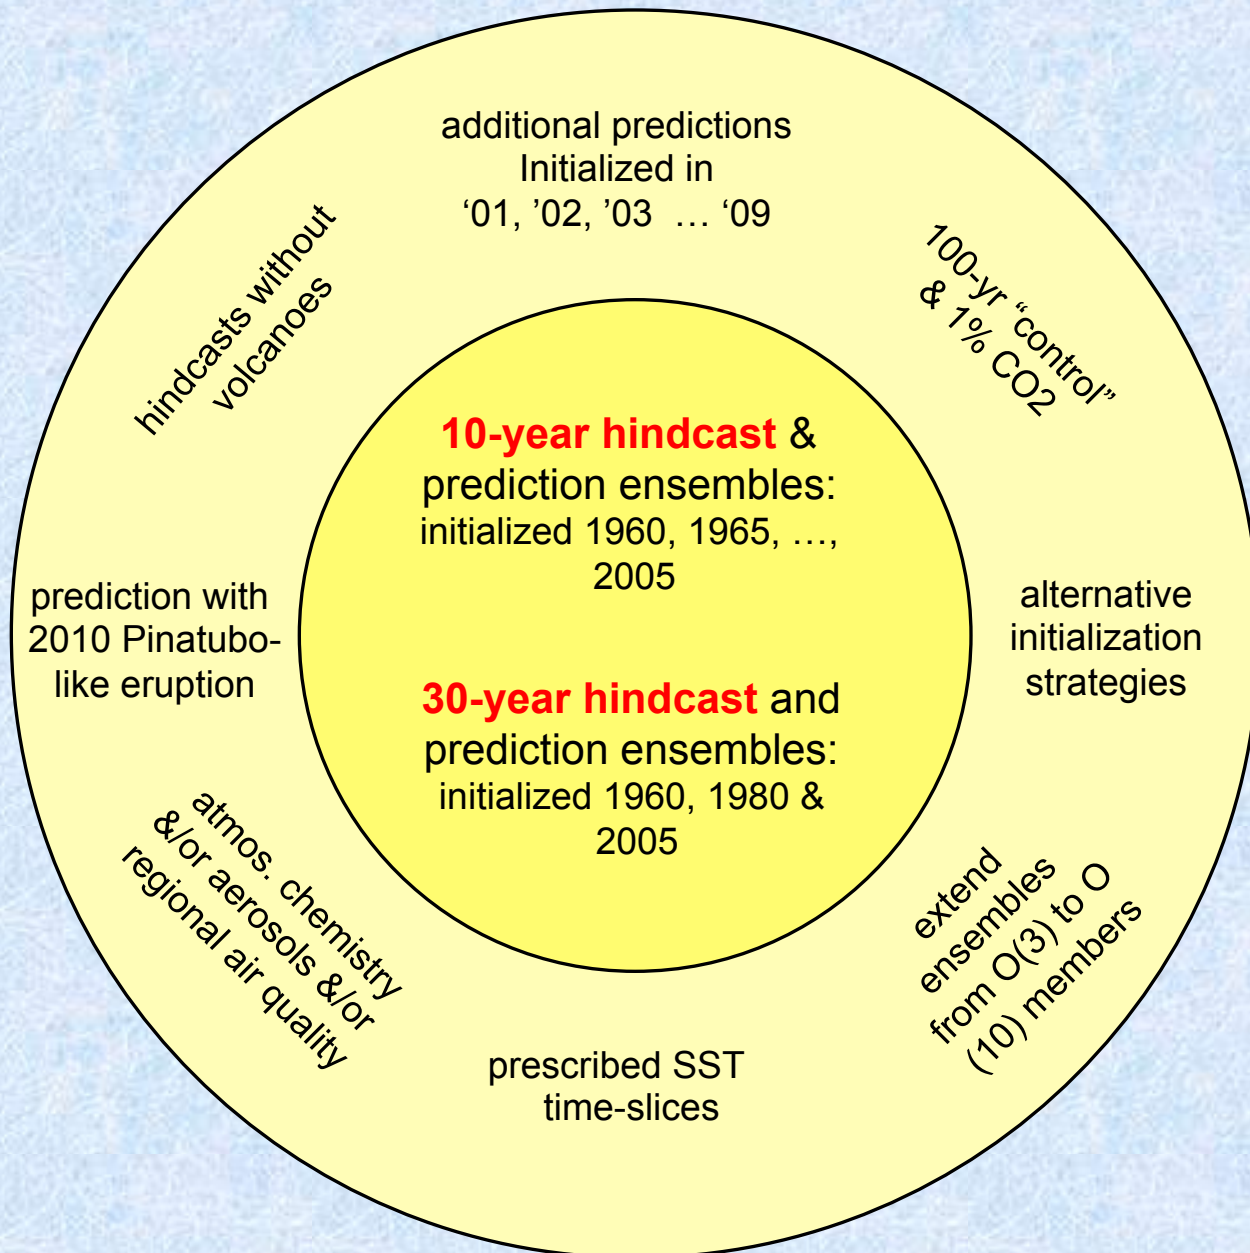 additional predictions
Initialized in
‘01, ’02, ’03  … ‘09
hindcasts without
volcanoes
100-yr “control”
& 1% CO2
10-year hindcast &
prediction ensembles:
initialized 1960, 1965, …,
2005
prediction with
2010 Pinatubo-
like eruption
alternative
initialization
strategies
30-year hindcast and
prediction ensembles:
initialized 1960, 1980 &
2005
atmos. chemistry
&/or aerosols &/or
regional air quality
extend
ensembles
from O(3) to O
(10) members
prescribed SST
time-slices